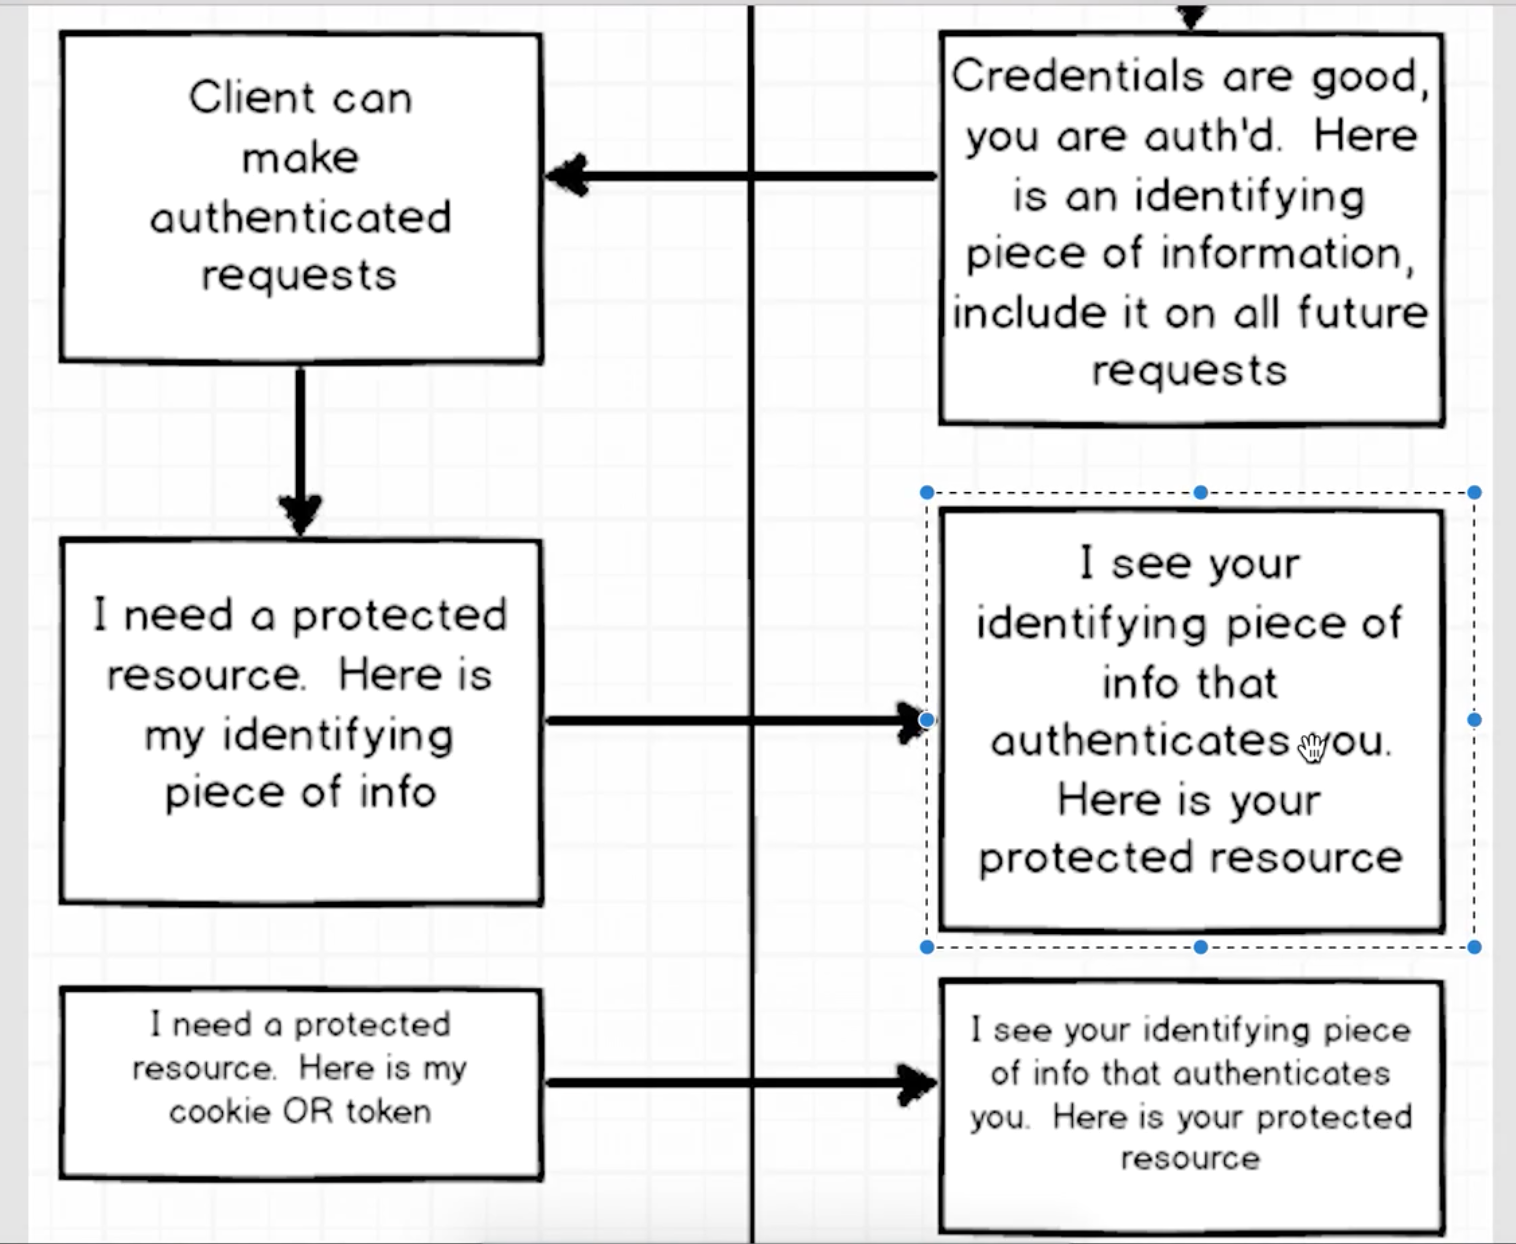 Client can
make
authenticated
requests
Credentials are good,
you are auth'd.  Here
is an identifying
piece of information,
include it on all future
requests
I need a protected
resource.  Here is
my identifying
piece of info
I see your
identifying piece of
info that
authenticates you.
Here is your
protected resource
I need a protected
resource.  Here is my
cookie OR token
I see your identifying piece
of info that authenticates
you.  Here is your protected
resource